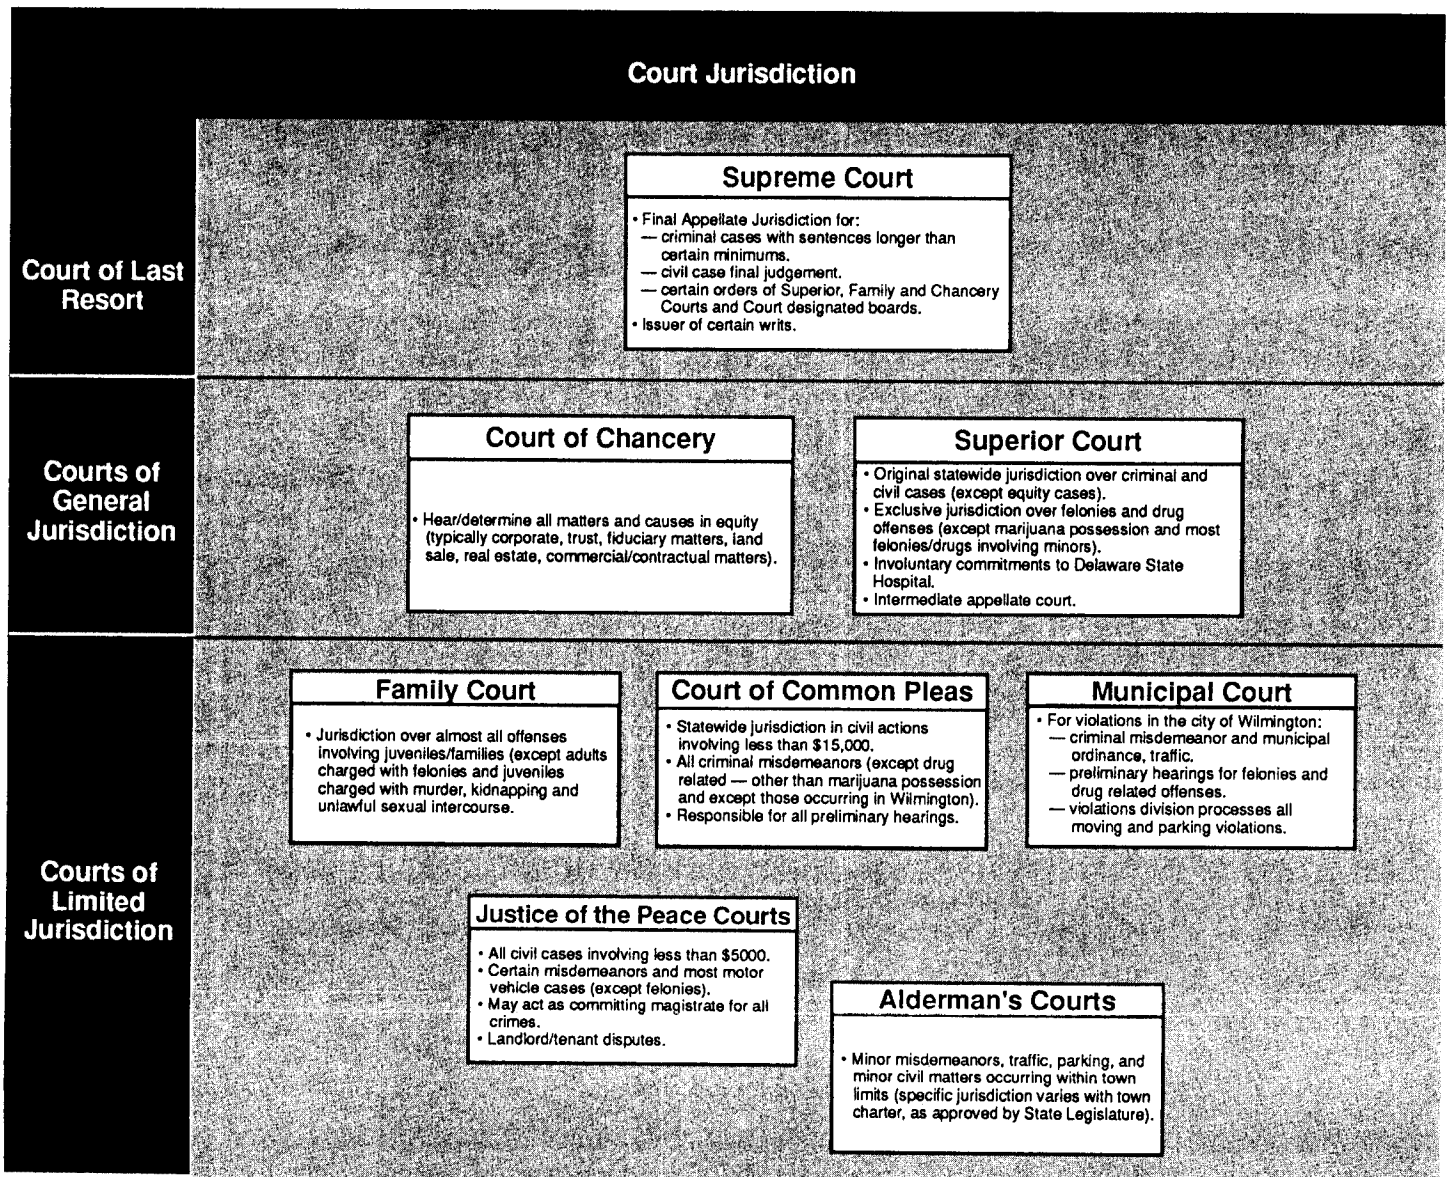 Court Jurisdiction
Court of Last
Resort
Supreme Court
• Final Appellate Jurisdiction for:
— criminal cases with sentences longer than
certain minimums.
— civil case final judgement.
— certain orders of Superior, Family and Chancery
Courts and Court designated boards.
• Issuer of certain writs.
Courts of
General
Jurisdiction
Court of Chancery
• Hear/determine all matters and causes in equity
(typically corporate, trust, fiduciary matters, land
sale, real estate, commercial/contractual matters).
Superior Court
• Original statewide jurisdiction over criminal and
civil cases (except equity cases).
• Exclusive jurisdiction over felonies and drug
offenses (except marijuana possession and most
felonies/drugs involving minors).
• Involuntary commitments to Delaware State
Hospital.
• Intermediate appellate court.
Courts of
Limited
Jurisdiction
Family Court
• Jurisdiction over almost all offenses
involving juveniles/families (except adults
charged with felonies and juveniles
charged with murder, kidnapping and
unlawful sexual intercourse.
Court of Common Pleas
• Statewide jurisdiction in civil actions
involving less than $15,000.
• All criminal misdemeanors (except drug
related — other than marijuana possession
and except those occurring in Wilmington).
• Responsible for all preliminary hearings.
Municipal Court
• For violations in the city of Wilmington:
— criminal misdemeanor and municipal
ordinance, traffic.
— preliminary hearings for felonies and
drug related offenses.
— violations division processes all
moving and parking violations.
Justice of the Peace Courts
• All civil cases involving less than $5000.
• Certain misdemeanors and most motor
vehicle cases (except felonies).
• May act as committing magistrate for all
crimes.
• Landlord/tenant disputes.
Alderman's Courts
• Minor misdemeanors, traffic, parking, and
minor civil matters occurring within town
limits (specific jurisdiction varies with town
charter, as approved by State Legislature).